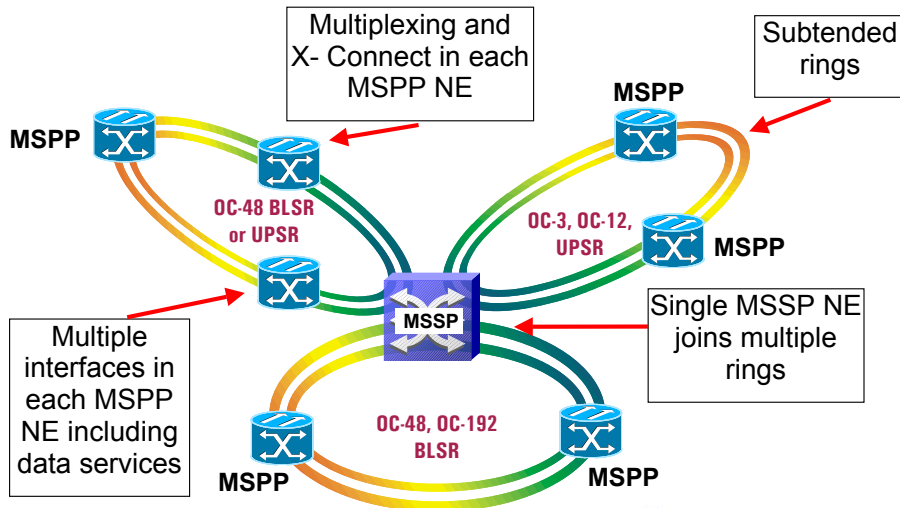 Multiplexing and
X- Connect in each
MSPP NE
Subtended
rings
MSPP
MSPP
OC-48 BLSR
or UPSR
OC-3, OC-12,
UPSR
MSPP
MSSP
Single MSSP NE
joins multiple
rings
Multiple
interfaces in
each MSPP
NE including
data services
OC-48, OC-192
BLSR
MSPP
MSPP